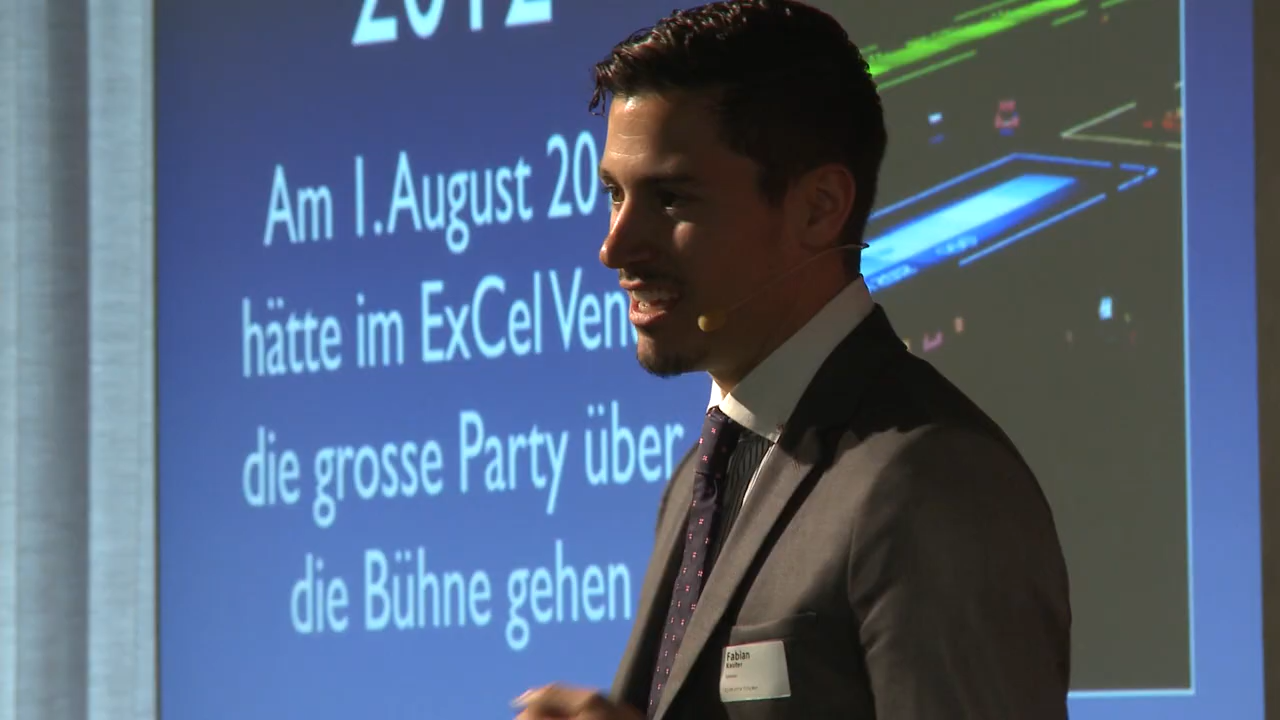 2012
Am 1.August 20
hätte im ExCel Ven
die grosse Party über
die Bühne gehen
Fabian